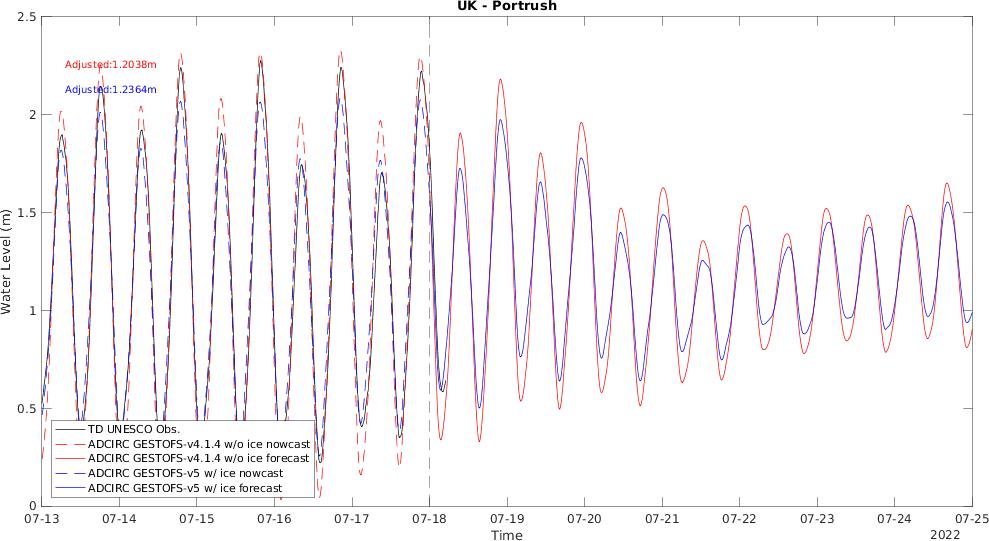 UK - Portrush
2.5
Adjusted:1.2038m
Adjusted:1.2364m
2
1.5
Water Level (m)
1
0.5
TD UNESCO Obs.
ADCIRC GESTOFS-v4.1.4 w/o ice nowcast
ADCIRC GESTOFS-v4.1.4 w/o ice forecast
ADCIRC GESTOFS-v5 w/ ice nowcast
ADCIRC GESTOFS-v5 w/ ice forecast
0
07-13 07-14 07-15 07-16 07-17 07-18 07-19 07-20 07-21 07-22 07-23 07-24 07-25
Time
2022